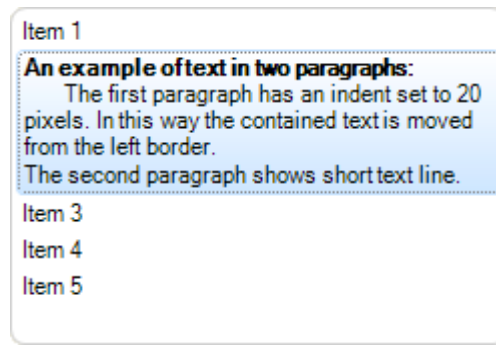 Item 1
An example of text in two paragraphs:
The first paragraph has an indent set to 20
pixels. In this way the contained text is moved
from the left border.
The second paragraph shows short text line.
Item 3
Item 4
Item 5